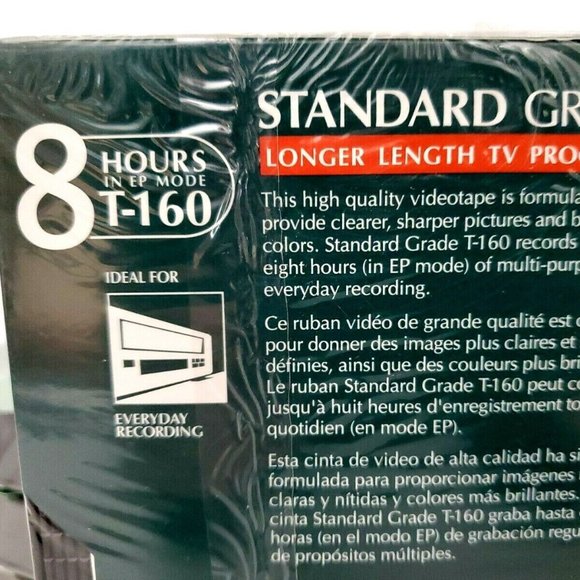 8 HOURS
IN EP MODE
T-160
IDEAL FOR
EVERYDAY
RECORDING
STANDARD GR
LONGER LENGTH TV PRO
This high quality videotape is formula
provide clearer, sharper pictures and b
colors. Standard Grade T-160 records
eight hours (in EP mode) of multi-purp
everyday recording.
Ce ruban vidéo de grande qualité est
pour donner des images plus claires et
définies, ainsi que des couleurs plus bri
Le ruban Standard Grade T-160 peut c
jusqu'à huit heures d'enregistrement to
quotidien (en mode EP).
Esta cinta de video de alta calidad ha si
formulada para proporcionar imágenes
claras y nítidas y colores más brillantes.
cinta Standard Grade T-160 graba hasta
horas (en el modo EP) de grabación regu
de propósitos múltiples.